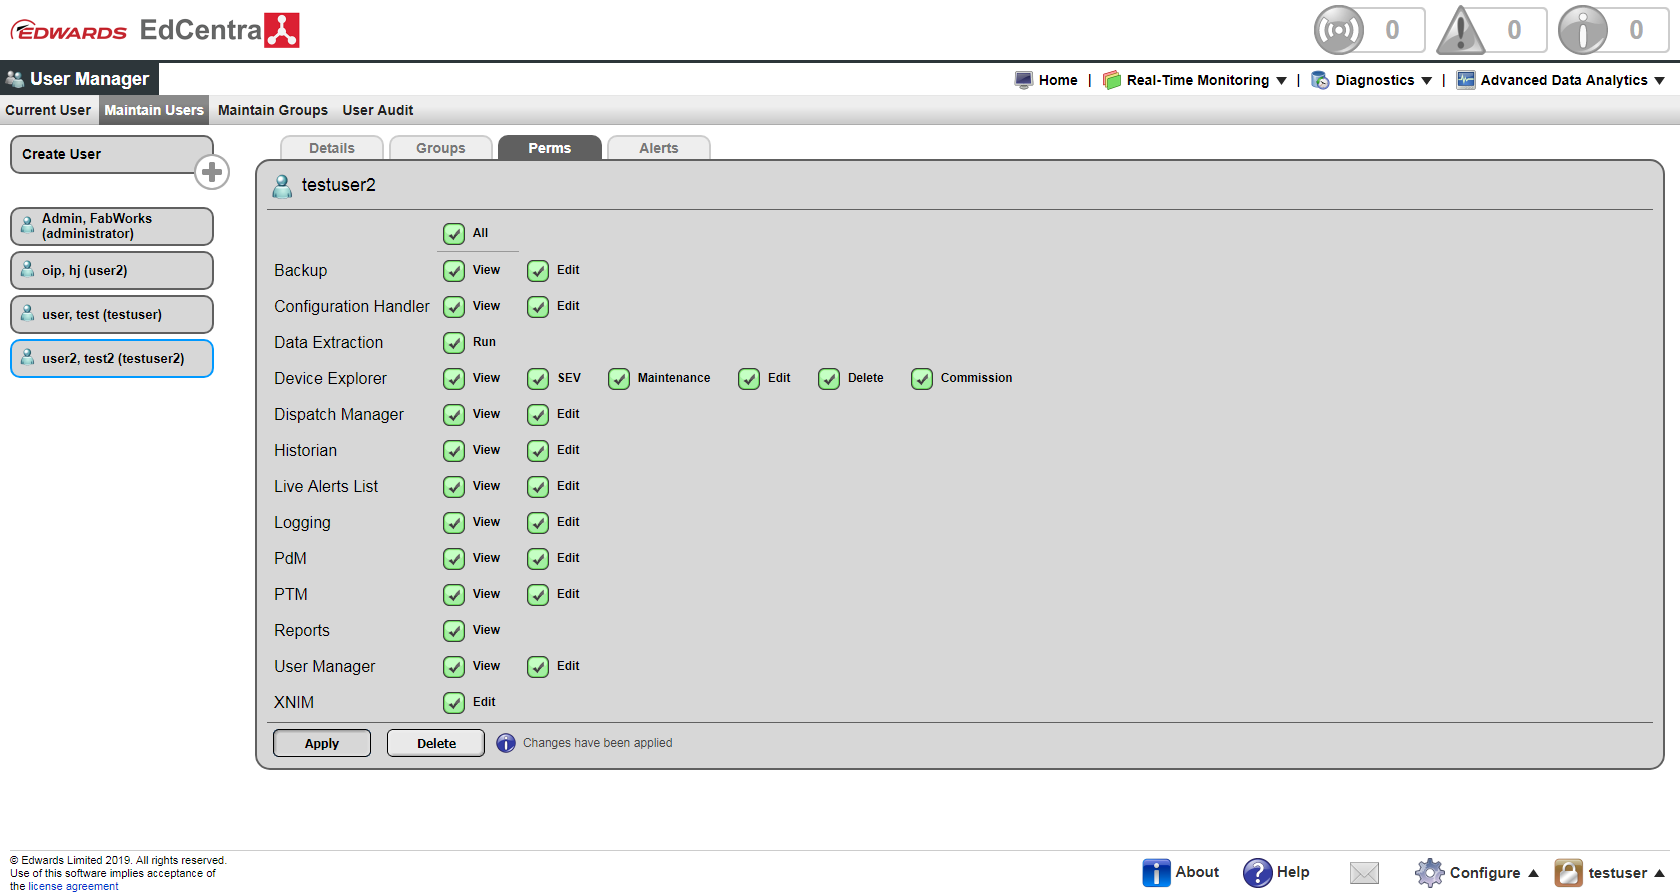 EDWARDS EdCentra
0 0 0
User Manager
Home | Real-Time Monitoring | Diagnostics | Advanced Data Analytics
Current User Maintain Users Maintain Groups User Audit
Create User
Admin, FabWorks
(administrator)
oip, hj (user2)
user, test (testuser)
user2, test2 (testuser2)
Details Groups Perms Alerts
testuser2
All
Backup View Edit
Configuration Handler View Edit
Data Extraction Run
Device Explorer View SEV Maintenance Edit Delete Commission
Dispatch Manager View Edit
Historian View Edit
Live Alerts List View Edit
Logging View Edit
PdM View Edit
PTM View Edit
Reports View
User Manager View Edit
XNIM Edit
Apply Delete Changes have been applied
© Edwards Limited 2019. All rights reserved.
Use of this software implies acceptance of
the license agreement
About Help Configure testuser